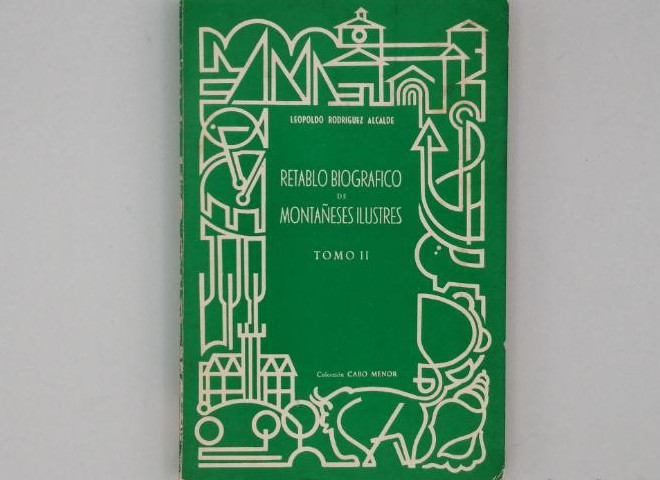 LEOPOLDO RODRIGUEZ ALCALDE
RETABLO BIOGRAFICO
DE
MONTAÑESES ILUSTRES
TOMO II
Colección CABO MENOR